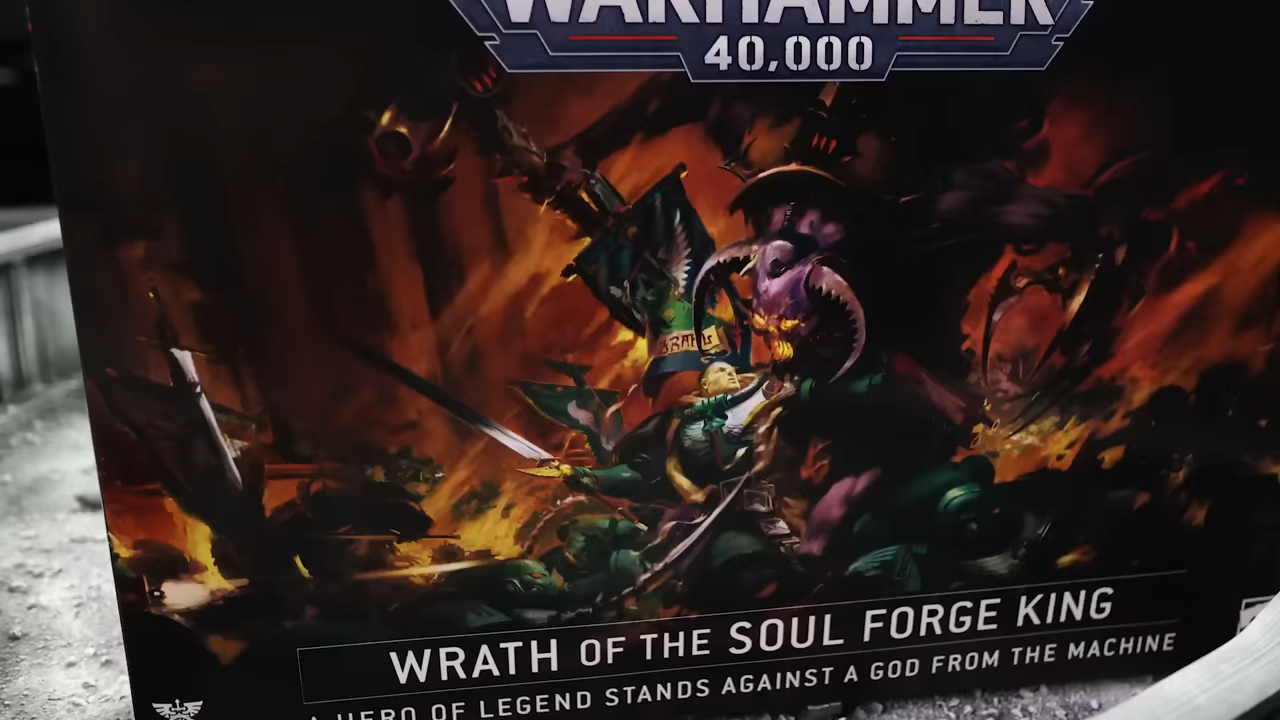 WARHAMMER
40,000
WRATH OF THE SOUL FORGE KING
A HERO OF LEGEND STANDS AGAINST A GOD FROM THE MACHINE